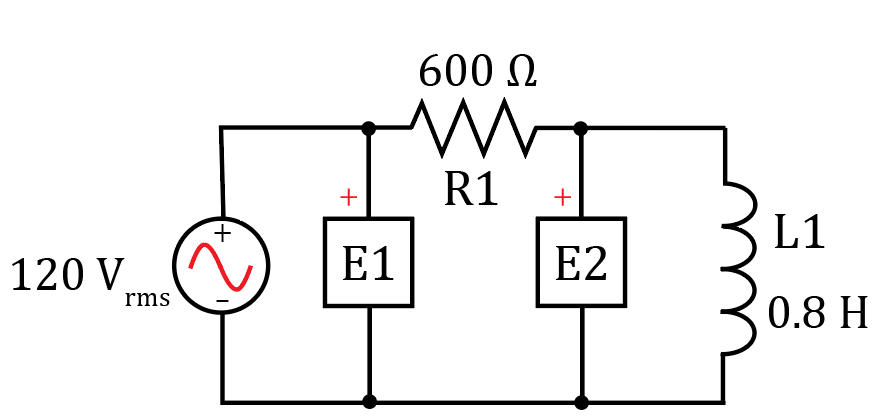 600 Ω
R1
+
+
+
E1
E2
L1
120 V rms
−
0.8 H